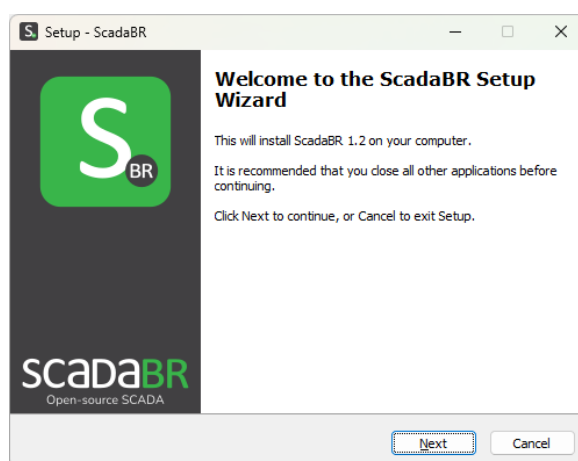 Setup - ScadaBR
S
BR
Welcome to the ScadaBR Setup
Wizard
This will install ScadaBR 1.2 on your computer.
It is recommended that you close all other applications before
continuing.
Click Next to continue, or Cancel to exit Setup.
scadaBR
Open-source SCADA
Next
Cancel